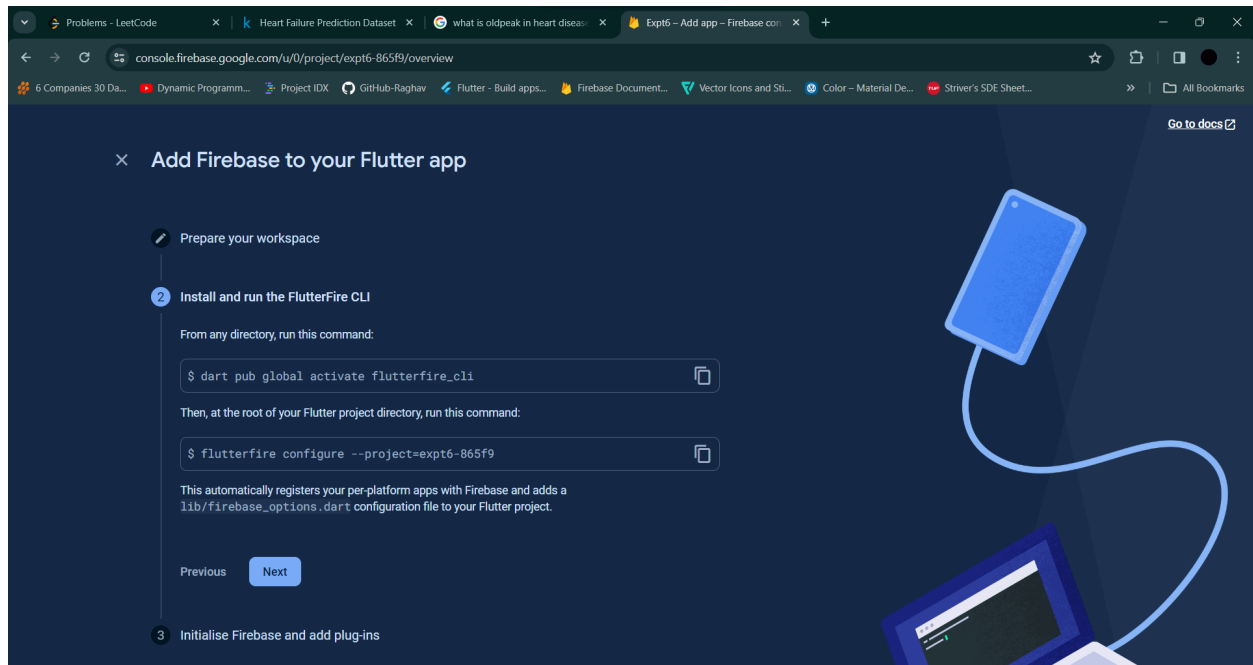 Problems - LeetCode
Heart Failure Prediction Dataset
what is oldpeak in heart diseas
Expt6 – Add app – Firebase con
console.firebase.google.com/u/0/project/expt6-865f9/overview
6 Companies 30 Da...
Dynamic Programm...
Project IDX
GitHub-Raghav
Flutter - Build apps...
Firebase Document...
Vector Icons and Sti...
Color – Material De...
Striver's SDE Sheet...
»
All Bookmarks
Go to docs
Add Firebase to your Flutter app
Prepare your workspace
2 Install and run the FlutterFire CLI
From any directory, run this command:
$ dart pub global activate flutterfire_cli
Then, at the root of your Flutter project directory, run this command:
$ flutterfire configure --project=expt6-865f9
This automatically registers your per-platform apps with Firebase and adds a
lib/firebase_options.dart configuration file to your Flutter project.
Previous Next
3 Initialise Firebase and add plug-ins